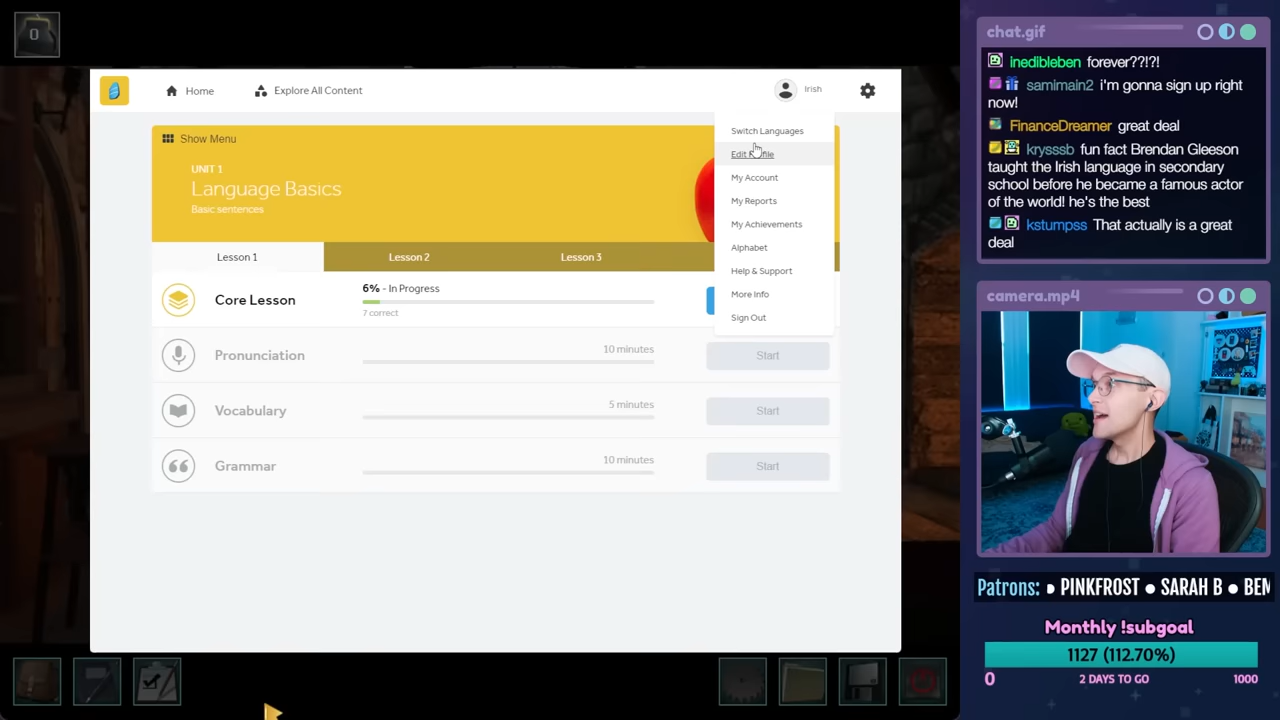 0
Home
Explore All Content
Irish
Show Menu
UNIT 1
Language Basics
Basic sentences
Switch Languages
Edit
My Account
My Reports
My Achievements
Alphabet
Help & Support
More Info
Sign Out
Lesson 1
Lesson 2
Lesson 3
Core Lesson
6% - In Progress
7 correct
Pronunciation
10 minutes
Start
Vocabulary
5 minutes
Start
Grammar
10 minutes
Start
chat.gif
inedibleben forever??!?!
samimain2 i'm gonna sign up right
now!
FinanceDreamer great deal
krysssb fun fact Brendan Gleeson
taught the Irish language in secondary
school before he became a famous actor
of the world! he's the best
kstumpss That actually is a great
deal
camera.mp4
Patrons: • PINKFROST • SARAH B • BEM
Monthly !subgoal
1127 (112.70%)
0
2 DAYS TO GO
1000